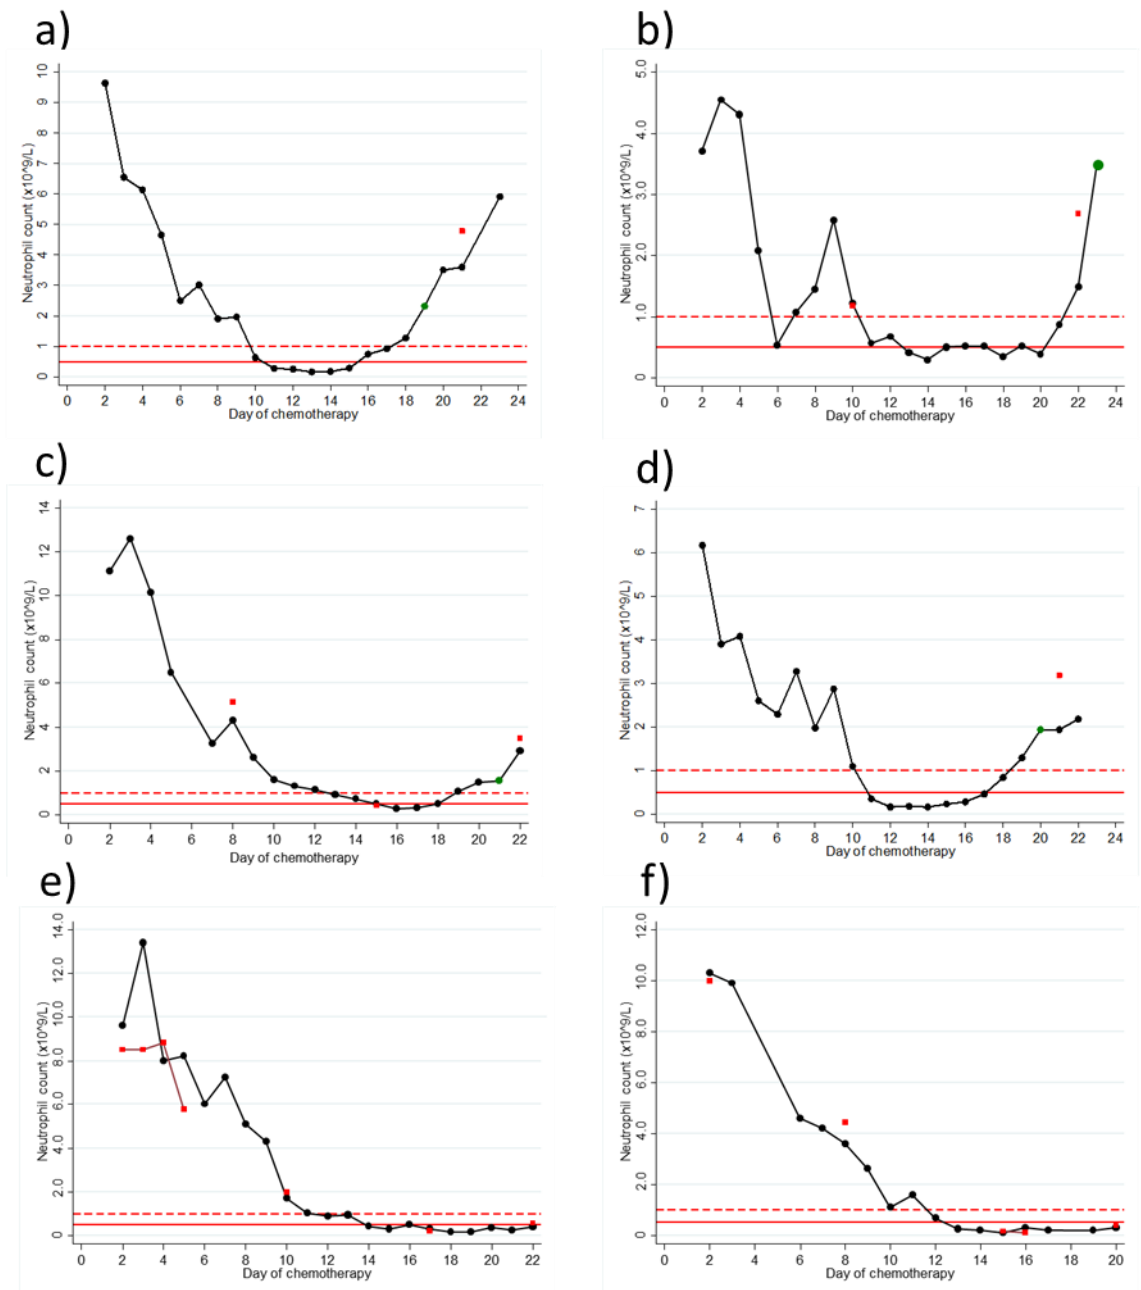 a)
Neutrophil count (x10^9/L)
10
9
8
7
6
5
4
3
2
1
0
0 2 4 6 8 10 12 14 16 18 20 22 24
Day of chemotherapy
b)
Neutrophil count (x10^9/L)
5.0
4.0
3.0
2.0
1.0
0
0 2 4 6 8 10 12 14 16 18 20 22 24
Day of chemotherapy
c)
Neutrophil count (x10^9/L)
14
12
10
8
6
4
2
0
0 2 4 6 8 10 12 14 16 18 20 22
Day of chemotherapy
d)
Neutrophil count (x10^9/L)
7
6
5
4
3
2
1
0
0 2 4 6 8 10 12 14 16 18 20 22 24
Day of chemotherapy
e)
Neutrophil count (x10^9/L)
14.0
12.0
10.0
8.0
6.0
4.0
2.0
0
0 2 4 6 8 10 12 14 16 18 20 22
Day of chemotherapy
f)
Neutrophil count (x10^9/L)
12.0
10.0
8.0
6.0
4.0
2.0
0
0 2 4 6 8 10 12 14 16 18 20
Day of chemotherapy